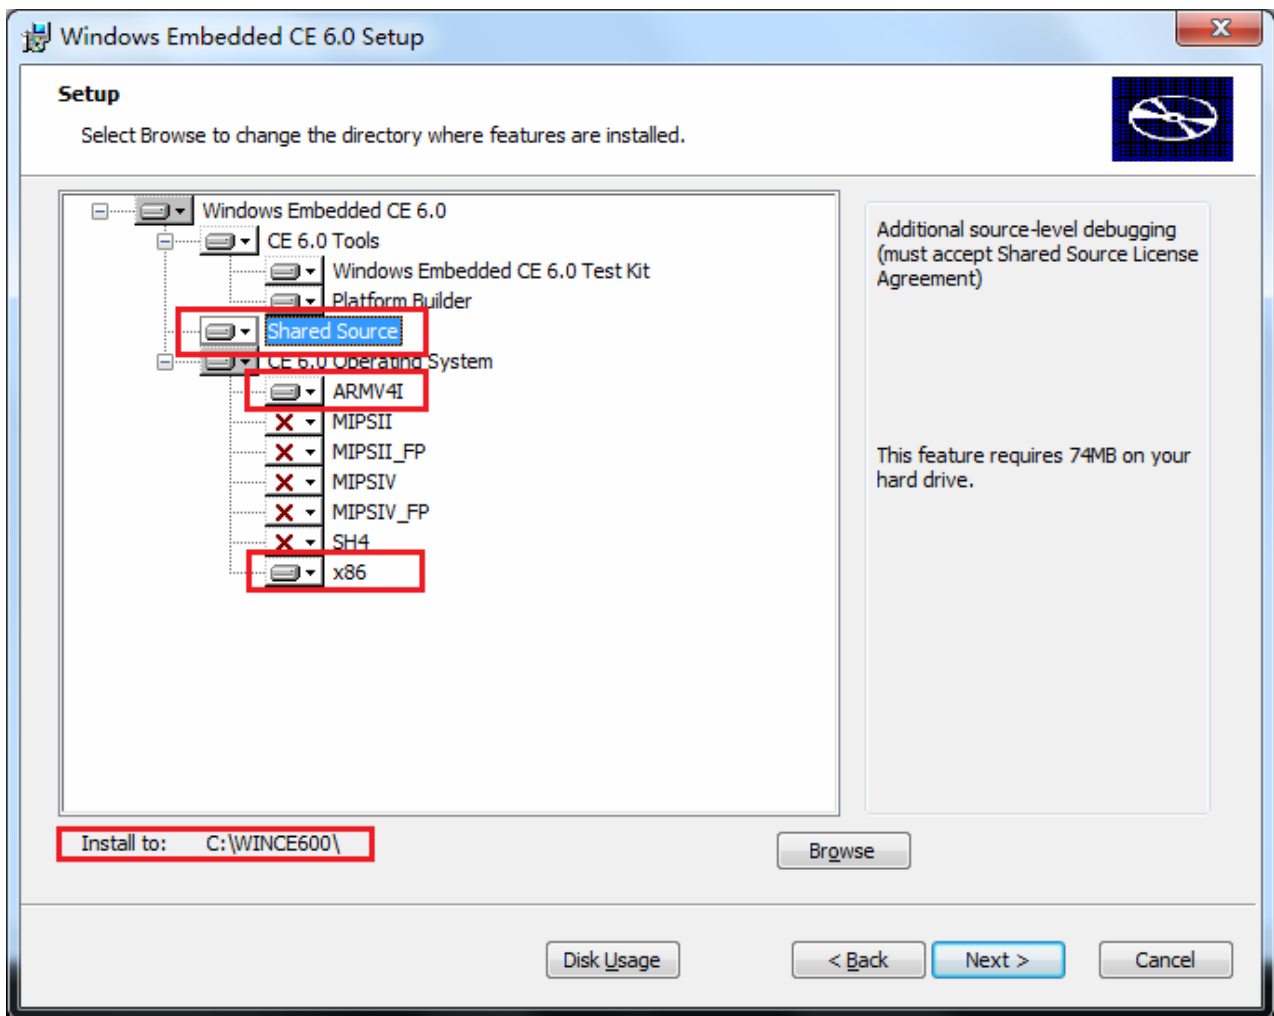 Windows Embedded CE 6.0 Setup
Setup
Select Browse to change the directory where features are installed.
Windows Embedded CE 6.0
CE 6.0 Tools
Windows Embedded CE 6.0 Test Kit
Platform Builder
Shared Source
CE 6.0 Operating System
ARMV4I
MIPSII
MIPSII_FP
MIPSIV
MIPSIV_FP
SH4
x86
Additional source-level debugging
(must accept Shared Source License
Agreement)
This feature requires 74MB on your
hard drive.
Install to: C:\WINCE600\
Browse
Disk Usage
< Back
Next >
Cancel